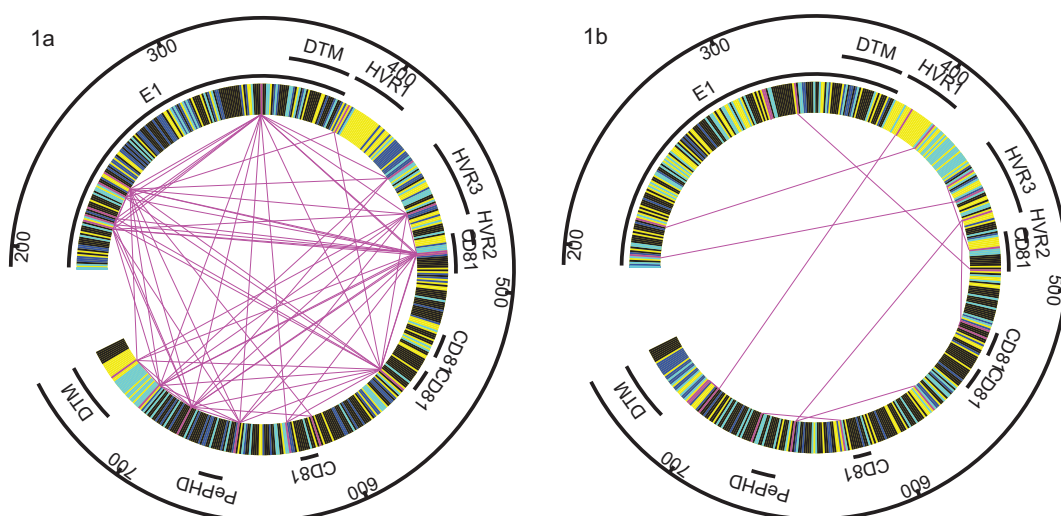 1a
300
DTM
400
HVR1
E1
HVR3
HVR2
CD81
200
500
CD81
CD81
DTM
700
PePHD
CD81
600
1b
300
DTM
400
HVR1
E1
HVR3
HVR2
CD81
200
500
CD81
CD81
DTM
700
PePHD
CD81
600